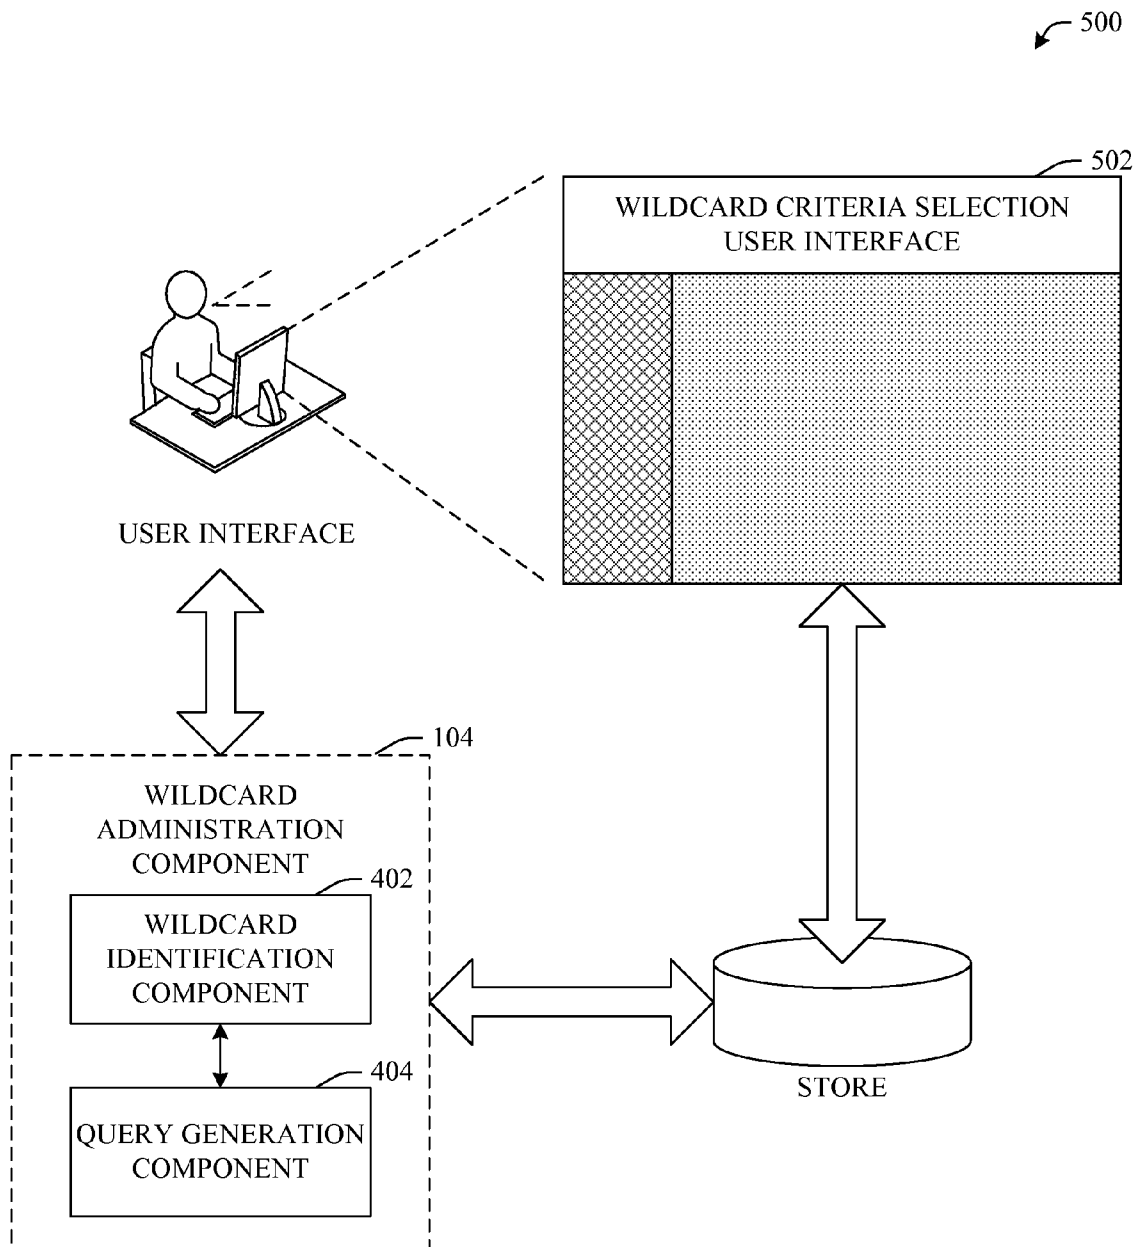 500
502
WILDCARD CRITERIA SELECTION
USER INTERFACE
USER INTERFACE
104
WILDCARD
ADMINISTRATION
COMPONENT
402
WILDCARD
IDENTIFICATION
COMPONENT
404
QUERY GENERATION
COMPONENT
STORE